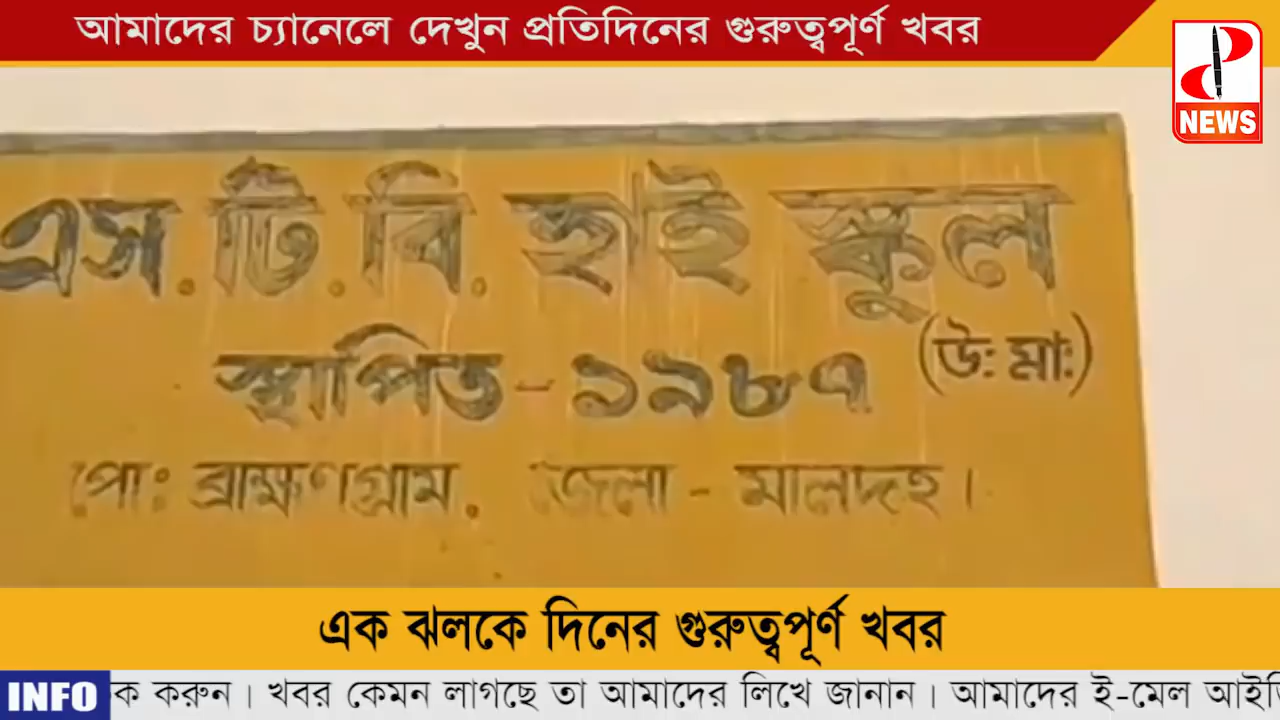 আমাদের চ্যানেলে দেখুন প্রতিদিনের গুরুত্বপূর্ণ খবর
NEWS
এস.টি.বি. হাই স্কুল
(উঃ মাঃ)
স্থাপিত - ১৯৮৭
পোঃ ব্রাহ্মণগ্রাম. জেলা - মালদহ।
এক ঝলকে দিনের গুরুত্বপূর্ণ খবর
INFO ক করুন। খবর কেমন লাগছে তা আমাদের লিখে জানান। আমাদের ই-মেল আইডি